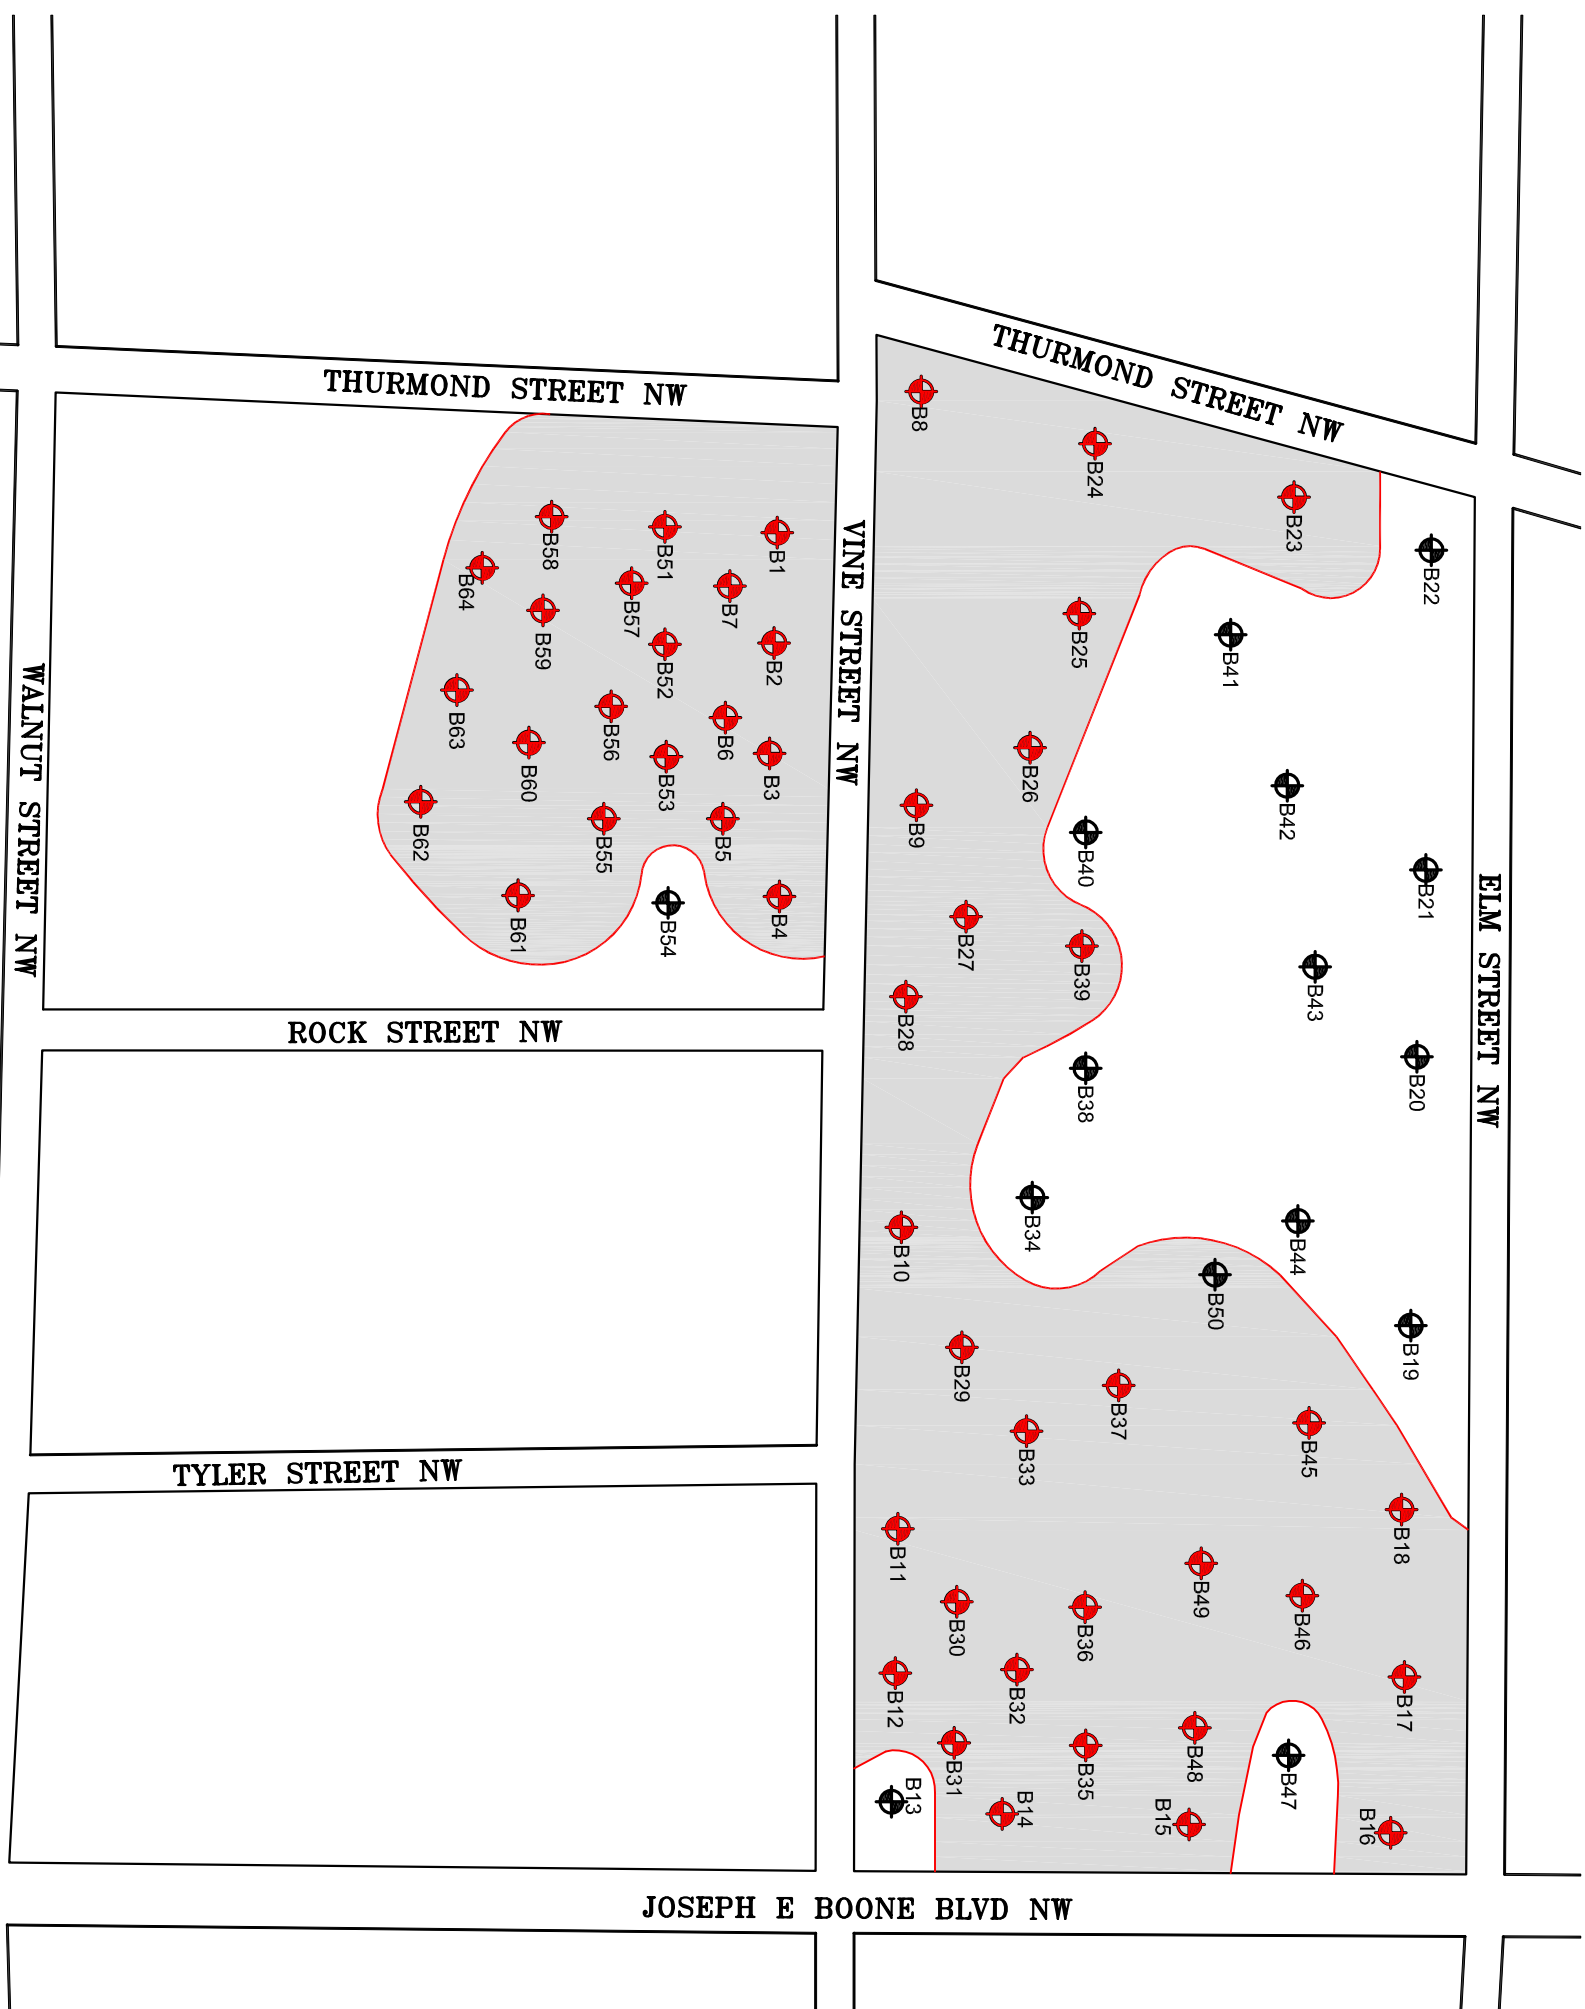 THURMOND STREET NW
THURMOND STREET NW
B8
B24
B23
B22
B58
B51
B1
B64
B57
B7
B59
B52
B2
B25
B41
VINE STREET NW
WALNUT STREET NW
B63
B56
B6
B60
B53
B3
B26
B42
B62
B55
B5
B9
B40
B21
B61
B54
B4
B27
B39
B43
ELM STREET NW
B28
B38
B20
ROCK STREET NW
B34
B10
B44
B50
B19
B29
B37
B33
B45
TYLER STREET NW
B11
B18
B49
B30
B36
B46
B12
B32
B17
B31
B35
B48
B47
B13
B14
B15
B16
JOSEPH E BOONE BLVD NW